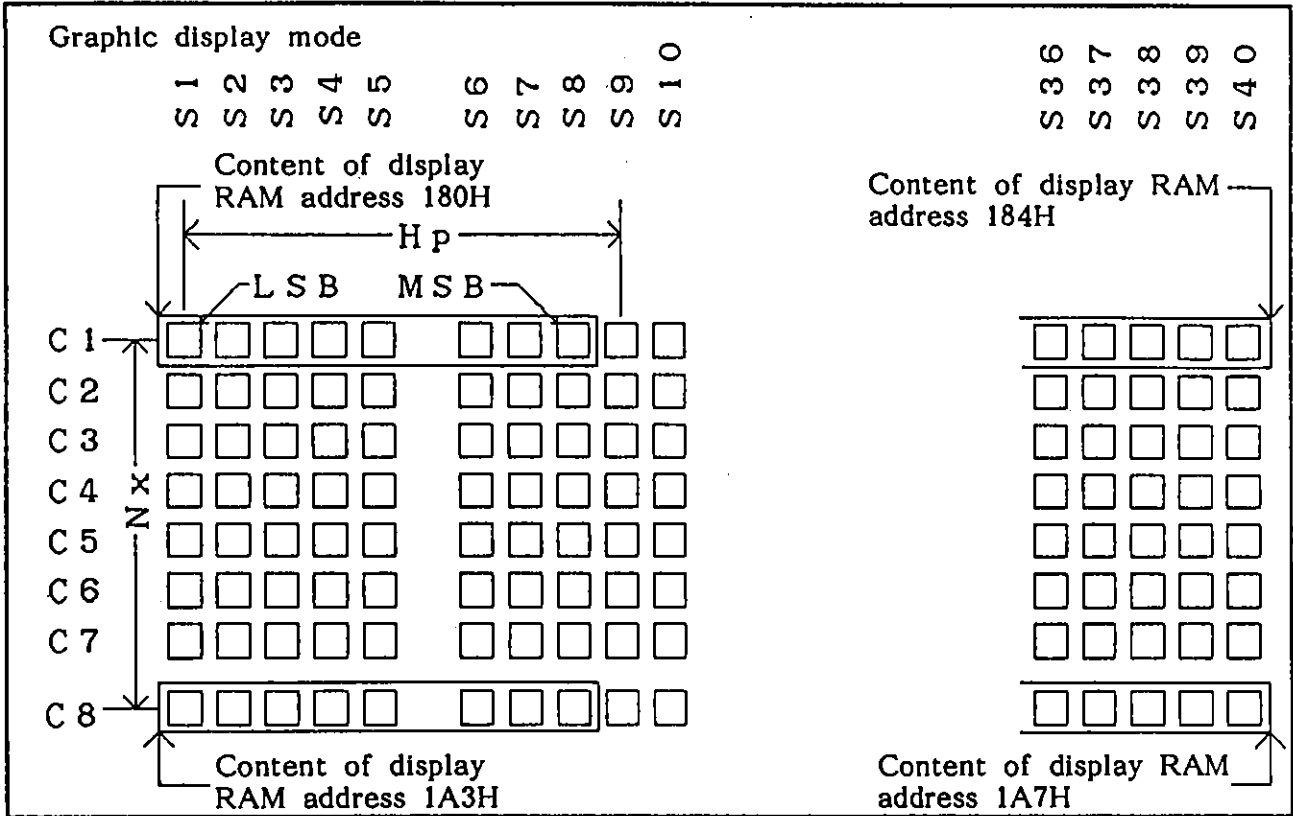 Graphic display mode
S1 S2 S3 S4 S5 S6 S7 S8 S9 S10 S36 S37 S38 S39 S40
Content of display
RAM address 180H
Content of display RAM
address 184H
Hp
LSB MSB
C1
C2
C3
C4
Nx
C5
C6
C7
C8
Content of display
RAM address 1A3H
Content of display RAM
address 1A7H